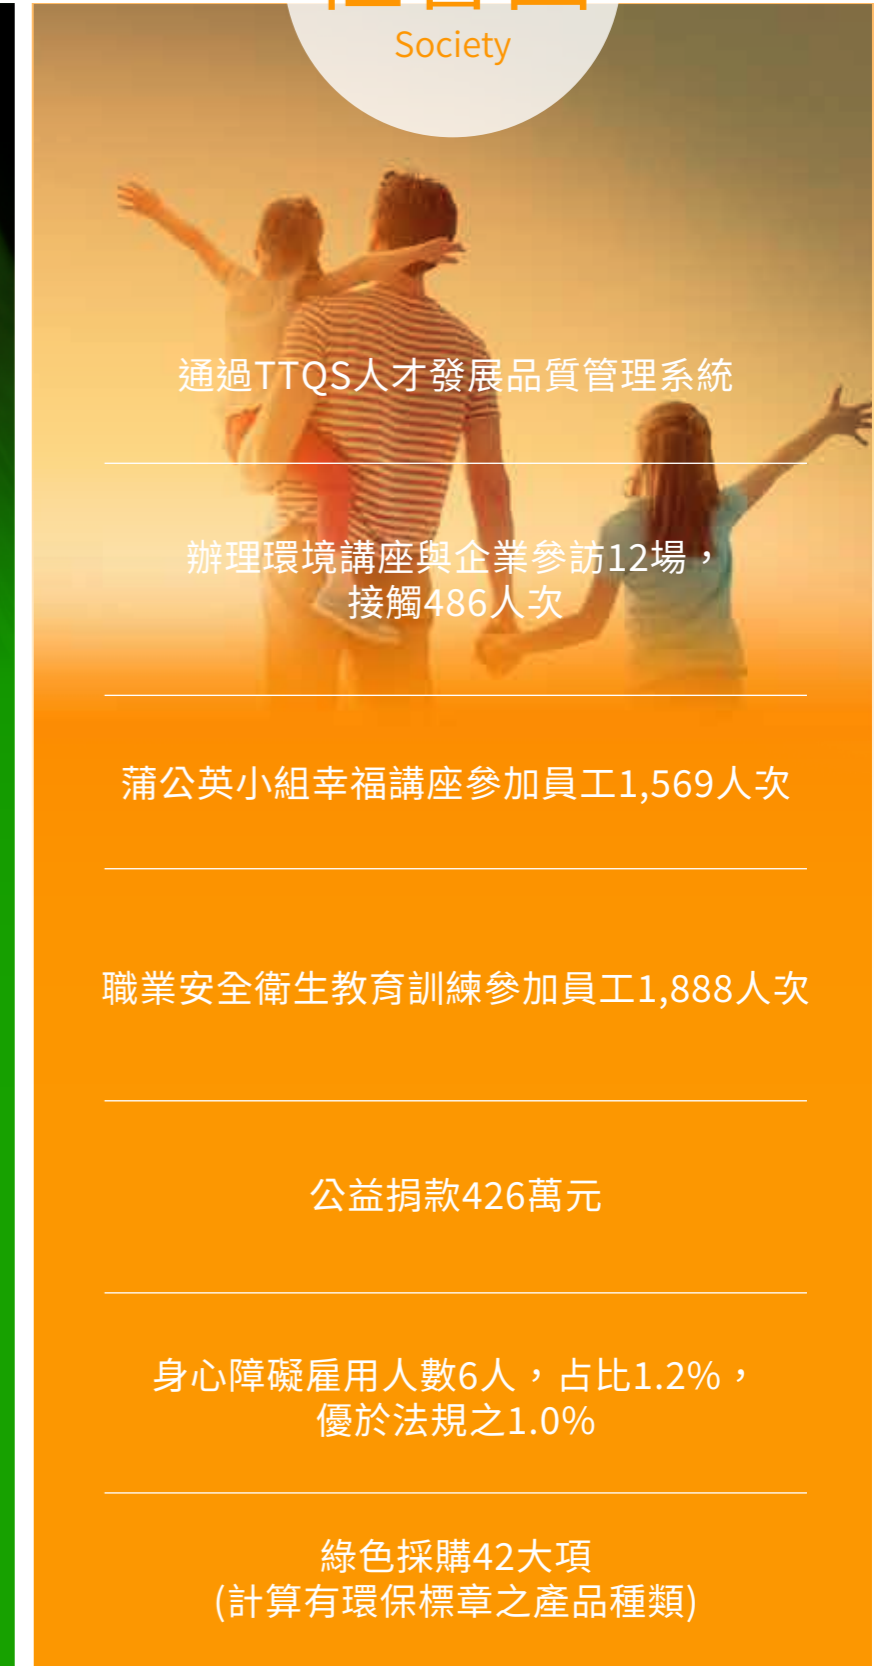 Society
通過TTQS人才發展品質管理系統
辦理環境講座與企業參訪12場，
接觸486人次
蒲公英小組幸福講座參加員工1,569人次
職業安全衛生教育訓練參加員工1,888人次
公益捐款426萬元
身心障礙雇用人數6人，占比1.2%，
優於法規之1.0%
綠色採購42大項
(計算有環保標章之產品種類)